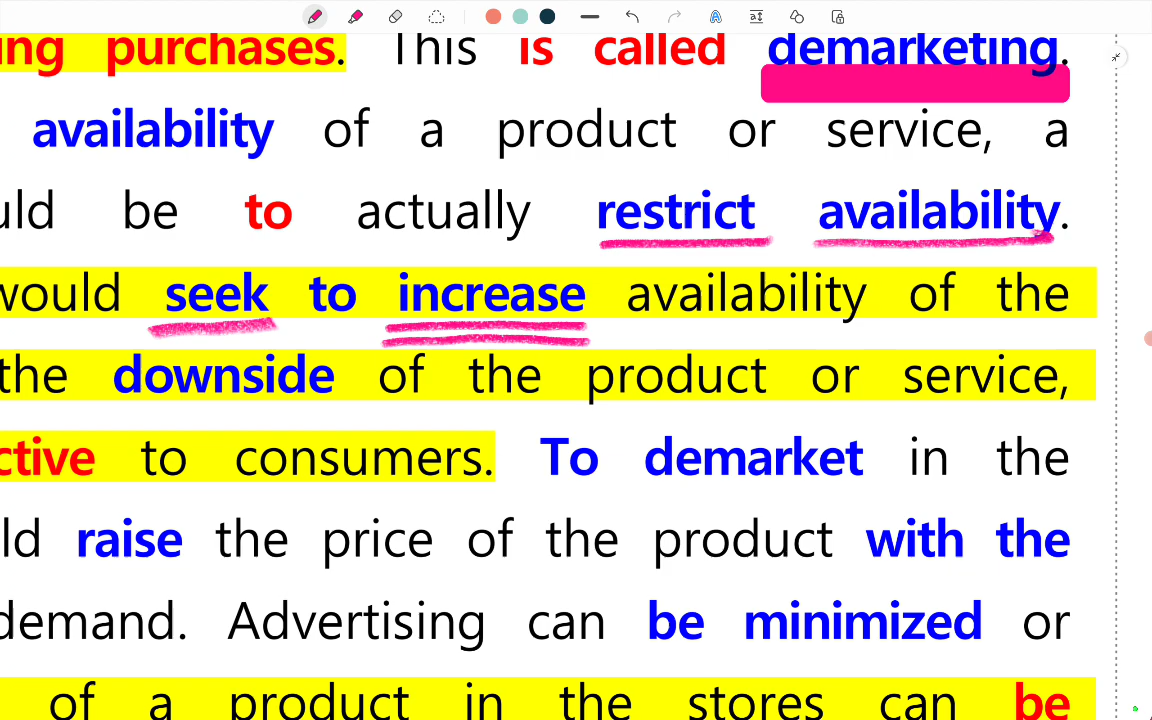 ing purchases. This is called demarketing.
availability of a product or service, a
uld be to actually restrict availability.
would seek to increase availability of the
the downside of the product or service,
ctive to consumers. To demarket in the
ld raise the price of the product with the
demand. Advertising can be minimized or
of a product in the stores can be